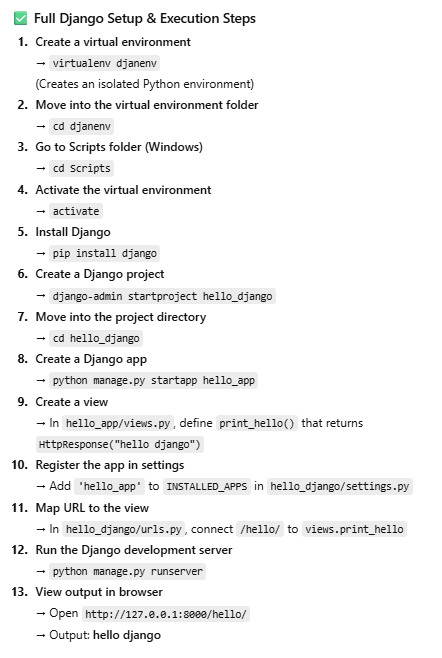 ✅ Full Django Setup & Execution Steps
1. Create a virtual environment
→ virtualenv djanenv
(Creates an isolated Python environment)
2. Move into the virtual environment folder
→ cd djanenv
3. Go to Scripts folder (Windows)
→ cd Scripts
4. Activate the virtual environment
→ activate
5. Install Django
→ pip install django
6. Create a Django project
→ django-admin startproject hello_django
7. Move into the project directory
→ cd hello_django
8. Create a Django app
→ python manage.py startapp hello_app
9. Create a view
→ In hello_app/views.py, define print_hello() that returns
HttpResponse("hello django")
10. Register the app in settings
→ Add 'hello_app' to INSTALLED_APPS in hello_django/settings.py
11. Map URL to the view
→ In hello_django/urls.py, connect /hello/ to views.print_hello
12. Run the Django development server
→ python manage.py runserver
13. View output in browser
→ Open http://127.0.0.1:8000/hello/
→ Output: hello django